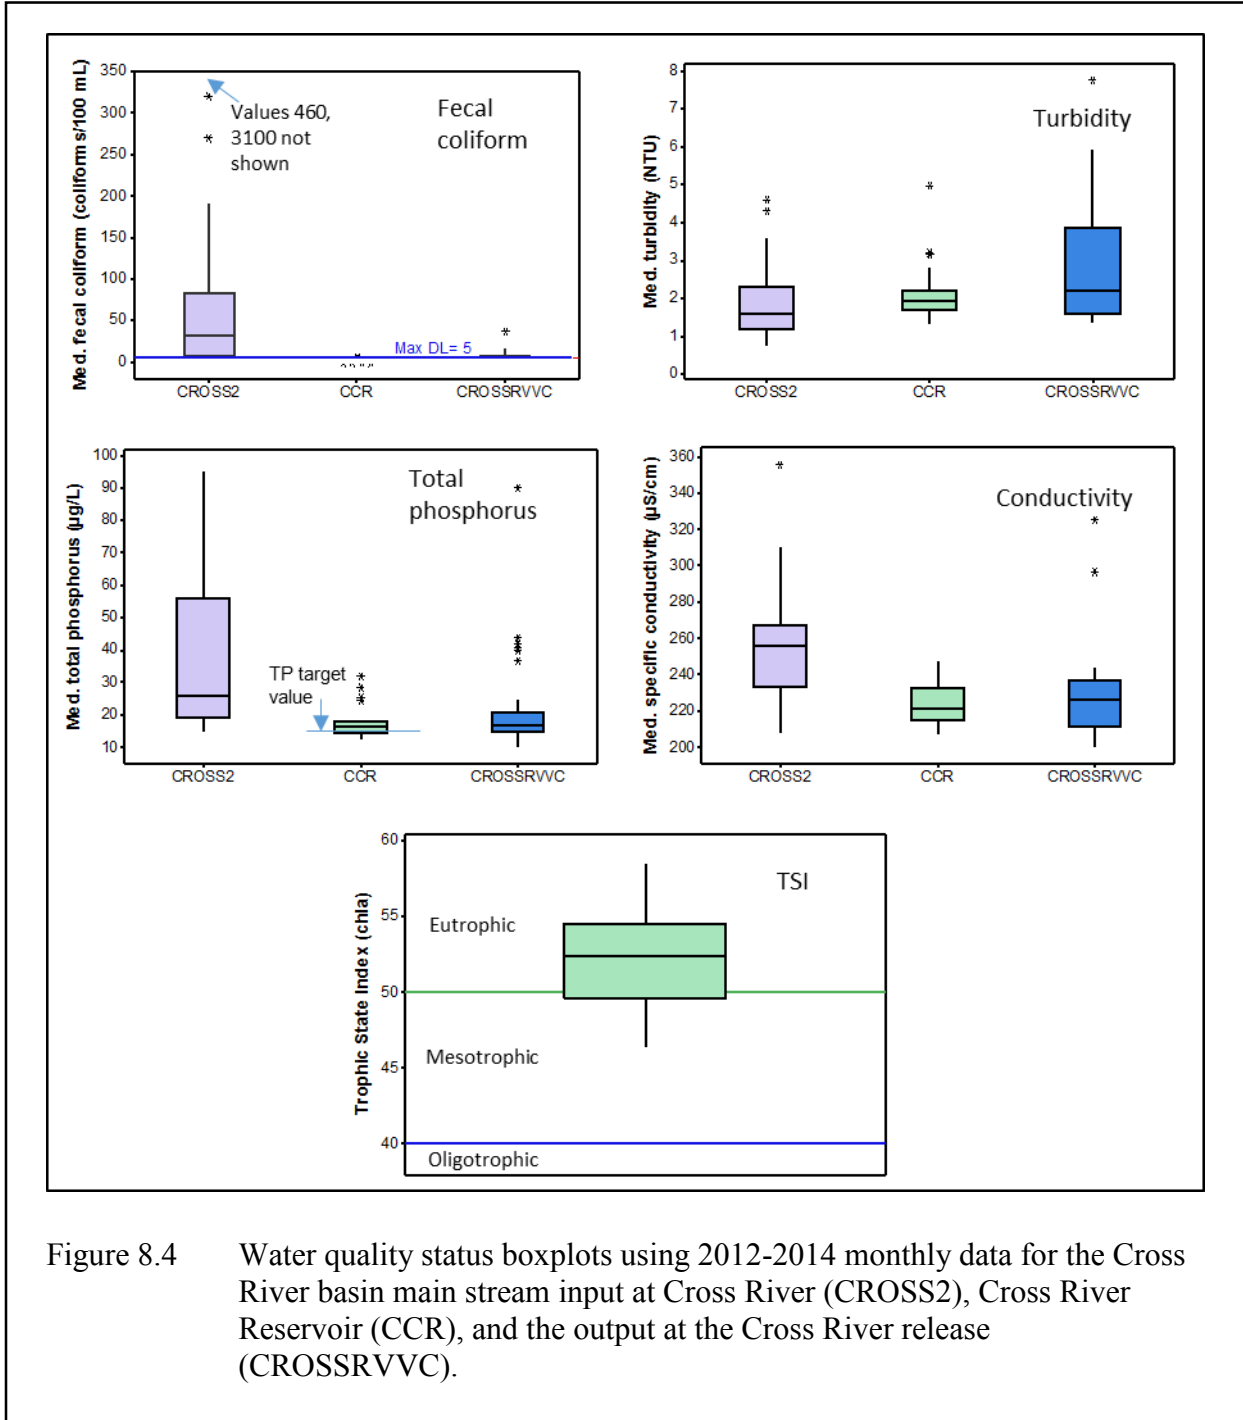 Med. fecal coliform (coliforms/100 mL)
350
300
250
200
150
100
50
0
Values 460,
3100 not
shown
Fecal
coliform
Max DL= 5
CROSS2 CCR CROSSRVVC
Med. turbidity (NTU)
8
7
6
5
4
3
2
1
0
Turbidity
CROSS2 CCR CROSSRVVC
Med. total phosphorus (µg/L)
100
90
80
70
60
50
40
30
20
10
Total
phosphorus
TP target
value
CROSS2 CCR CROSSRVVC
Med. specific conductivity (µS/cm)
360
340
320
300
280
260
240
220
200
Conductivity
CROSS2 CCR CROSSRVVC
Trophic State Index (chla)
60
55
50
45
40
TSI
Eutrophic
Mesotrophic
Oligotrophic
Figure 8.4 Water quality status boxplots using 2012-2014 monthly data for the Cross
River basin main stream input at Cross River (CROSS2), Cross River
Reservoir (CCR), and the output at the Cross River release
(CROSSRVVC).